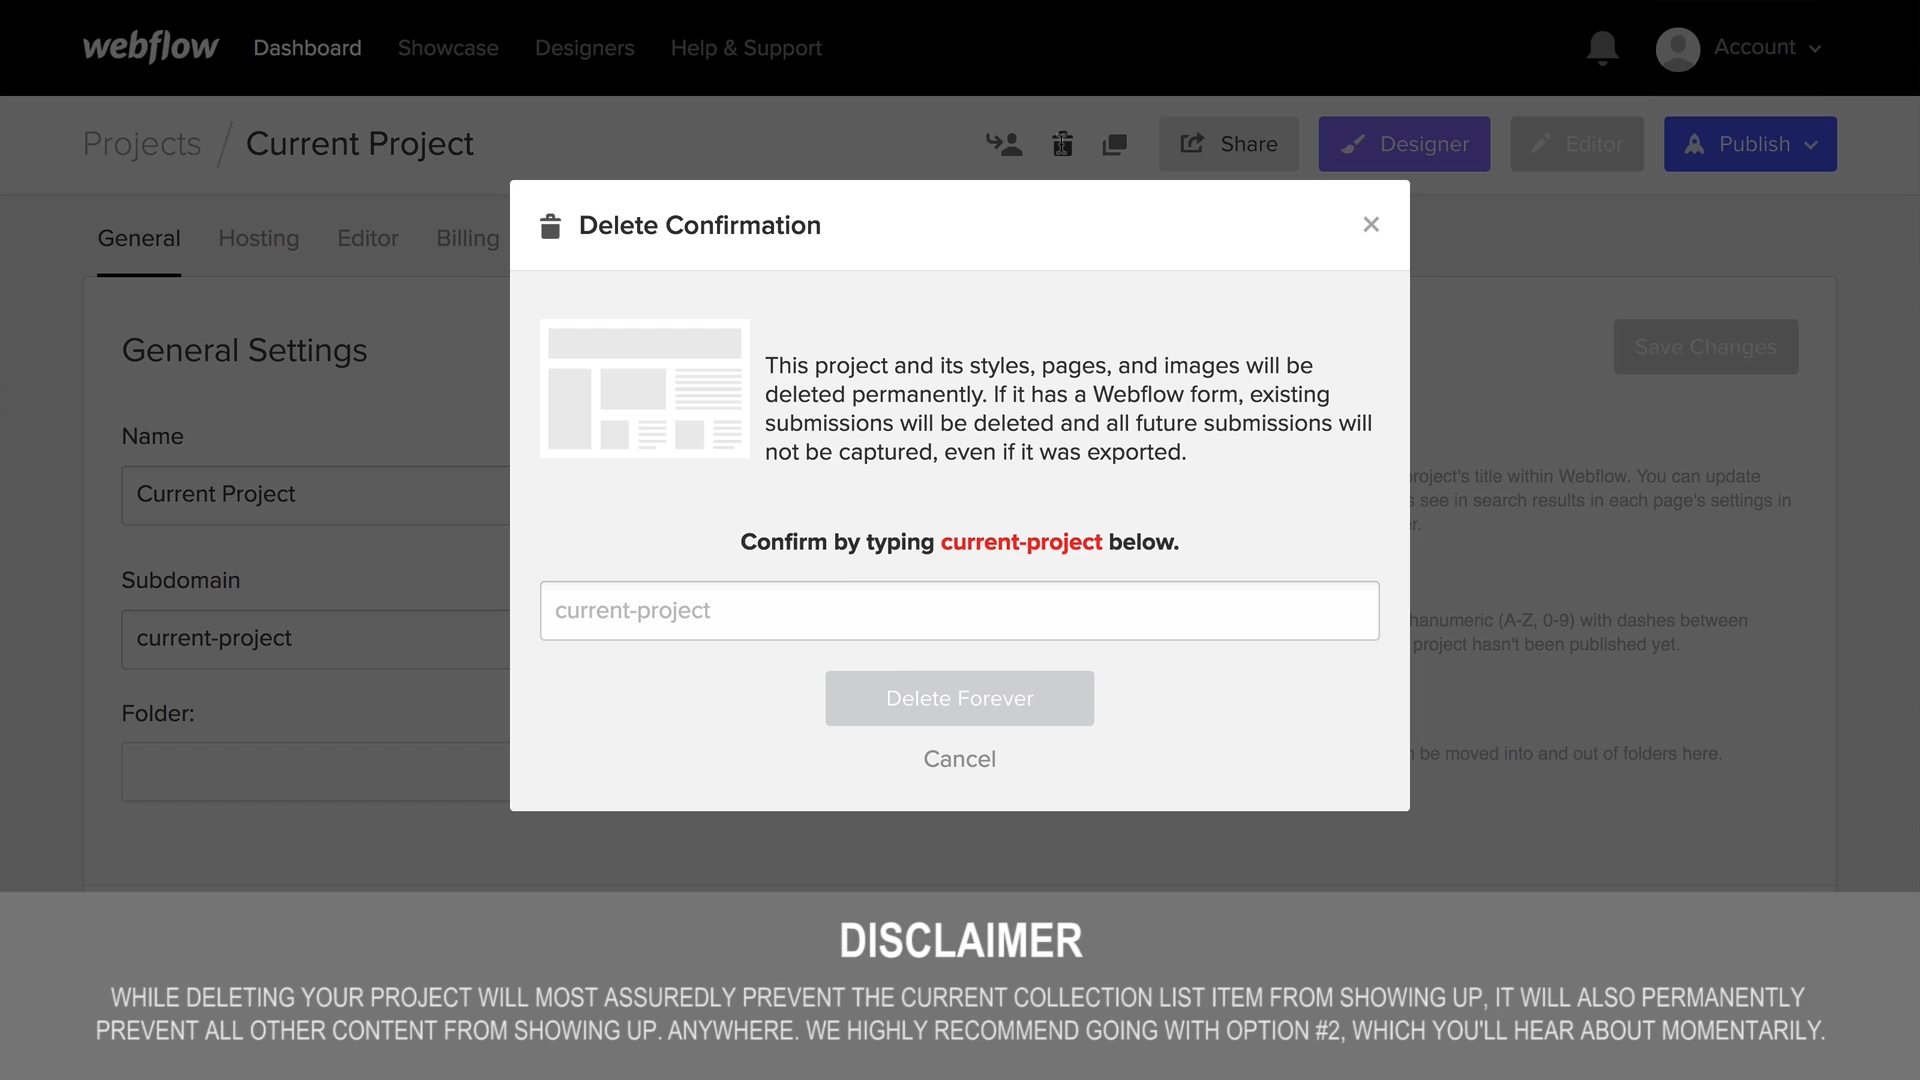 webflow Dashboard Showcase Designers Help & Support Account
Projects / Current Project Share Designer Editor Publish
Delete Confirmation
General Hosting Editor Billing
General Settings Save Changes
This project and its styles, pages, and images will be
deleted permanently. If it has a Webflow form, existing
submissions will be deleted and all future submissions will
not be captured, even if it was exported.
Name
Current Project
roject's title within Webflow. You can update
see in search results in each page's settings in
r.
Confirm by typing current-project below.
Subdomain
current-project
current-project
hanumeric (A-Z, 0-9) with dashes between
project hasn't been published yet.
Delete Forever
Folder:
Cancel
be moved into and out of folders here.
DISCLAIMER
WHILE DELETING YOUR PROJECT WILL MOST ASSUREDLY PREVENT THE CURRENT COLLECTION LIST ITEM FROM SHOWING UP, IT WILL ALSO PERMANENTLY
PREVENT ALL OTHER CONTENT FROM SHOWING UP. ANYWHERE. WE HIGHLY RECOMMEND GOING WITH OPTION #2, WHICH YOU'LL HEAR ABOUT MOMENTARILY.